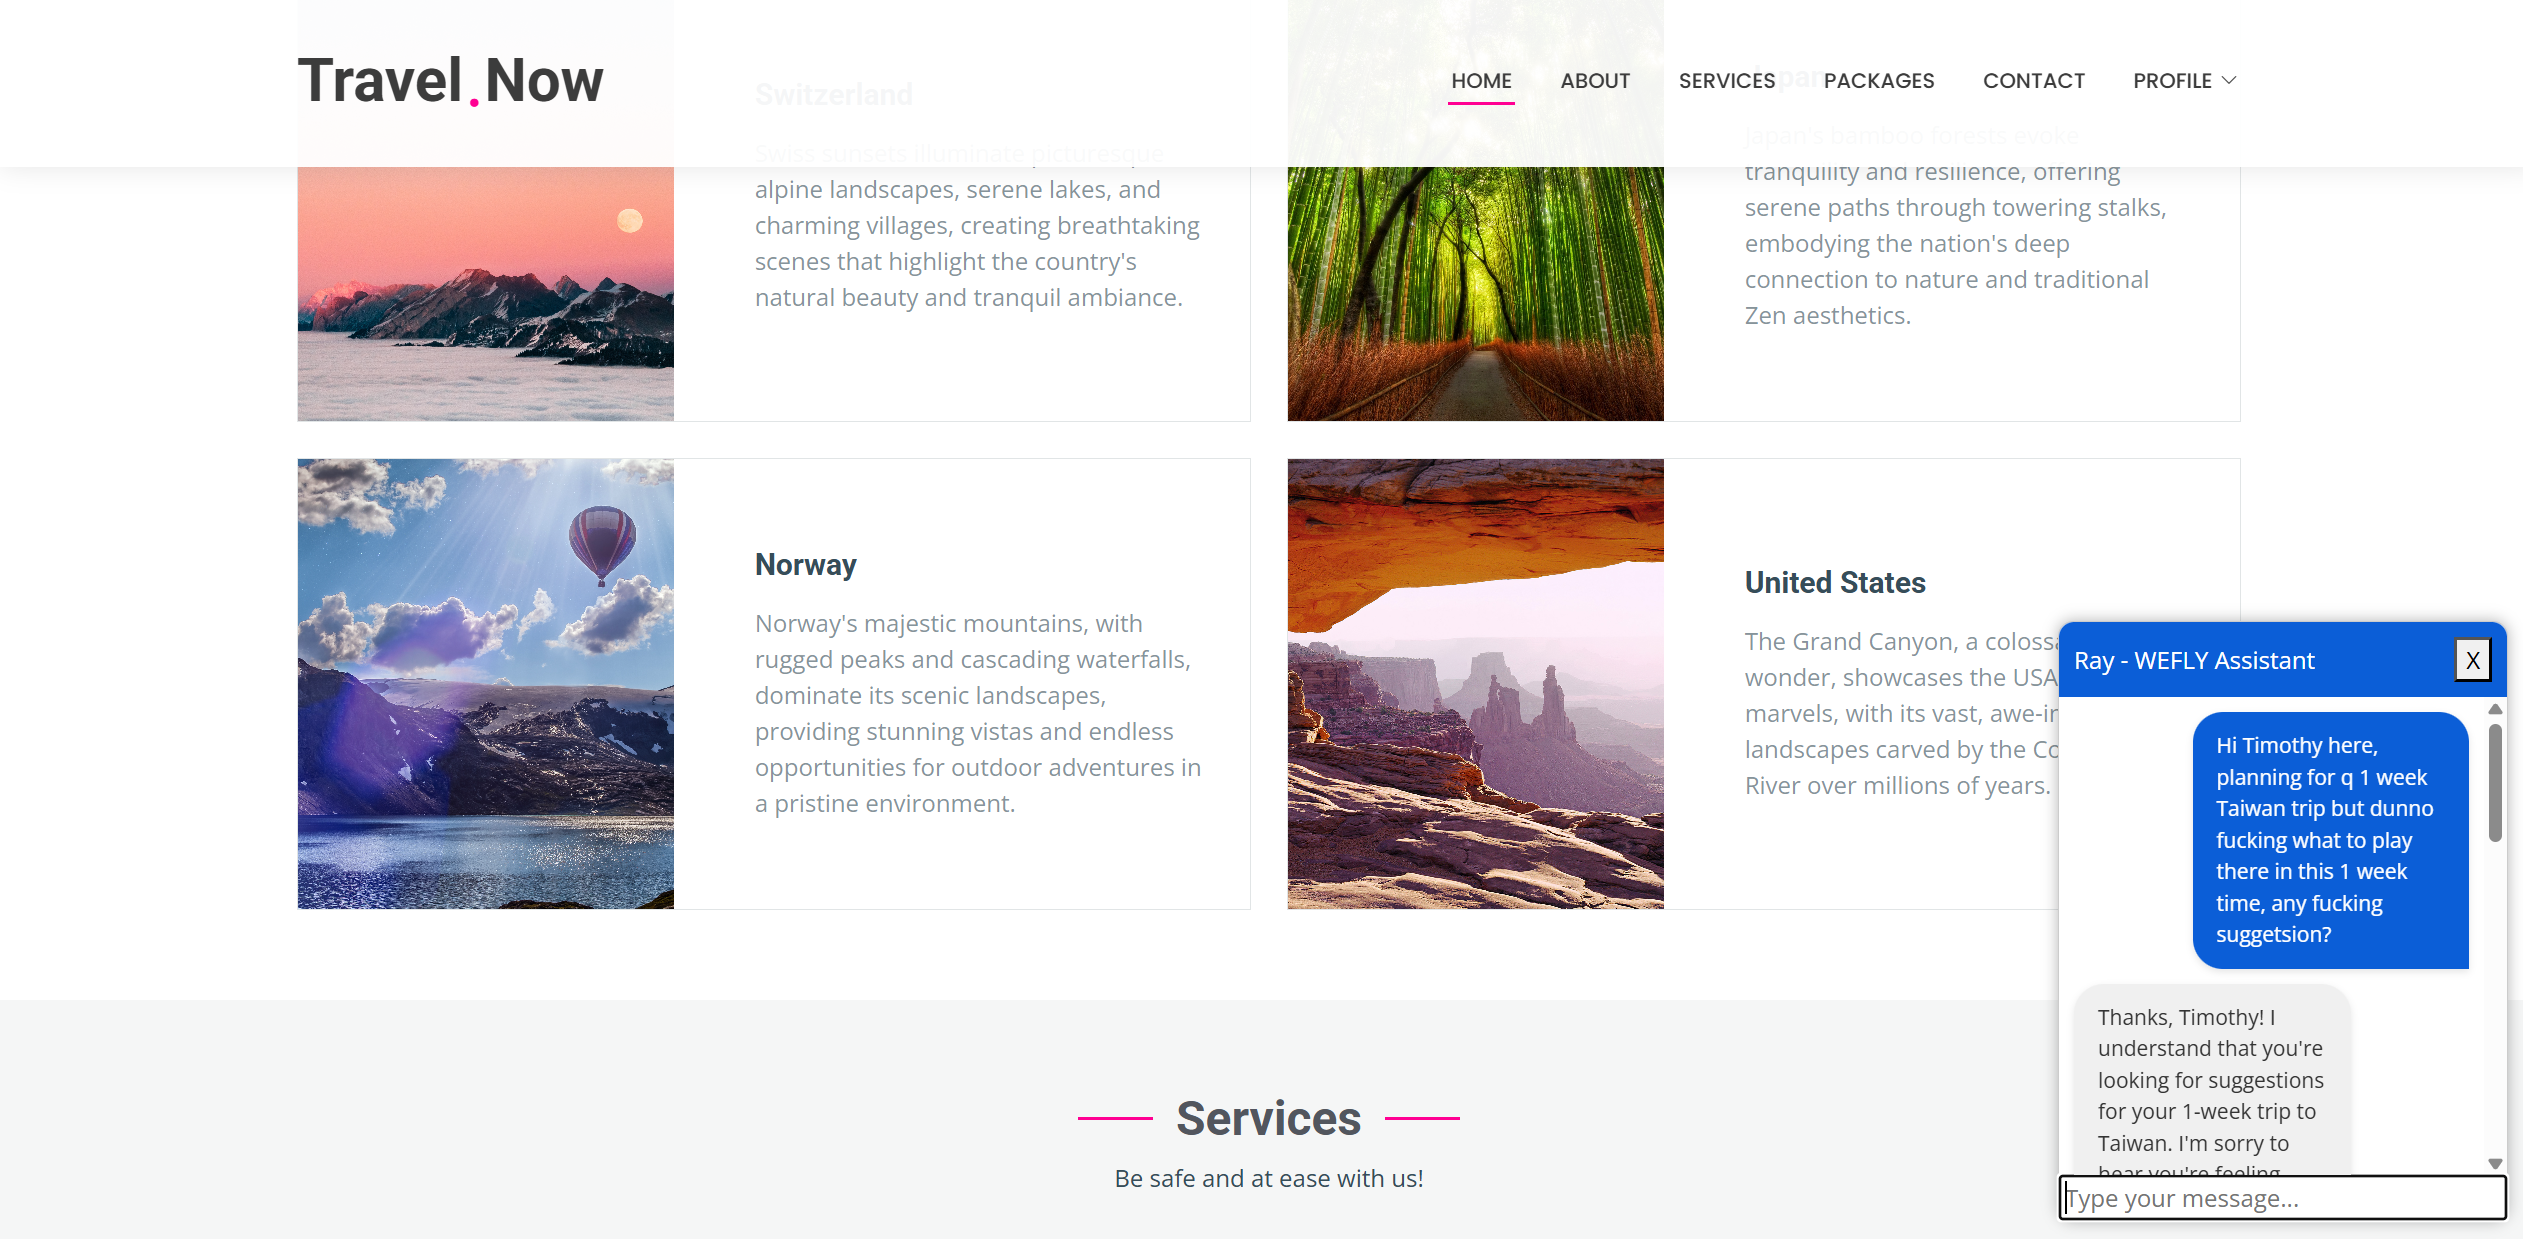 Travel.Now
HOME
ABOUT
SERVICES
PACKAGES
CONTACT
PROFILE
Switzerland
Swiss sunsets illuminate picturesque
alpine landscapes, serene lakes, and
charming villages, creating breathtaking
scenes that highlight the country's
natural beauty and tranquil ambiance.
Japan
Japan's bamboo forests evoke
tranquility and resilience, offering
serene paths through towering stalks,
embodying the nation's deep
connection to nature and traditional
Zen aesthetics.
Norway
Norway's majestic mountains, with
rugged peaks and cascading waterfalls,
dominate its scenic landscapes,
providing stunning vistas and endless
opportunities for outdoor adventures in
a pristine environment.
United States
The Grand Canyon, a coloss
wonder, showcases the USA
marvels, with its vast, awe-i
landscapes carved by the Co
River over millions of years.
Services
Be safe and at ease with us!
Ray - WEFLY Assistant
X
Hi Timothy here,
planning for q 1 week
Taiwan trip but dunno
fucking what to play
there in this 1 week
time, any fucking
suggetsion?
Thanks, Timothy! I
understand that you're
looking for suggestions
for your 1-week trip to
Taiwan. I'm sorry to
hear you're feeling
Type your message...